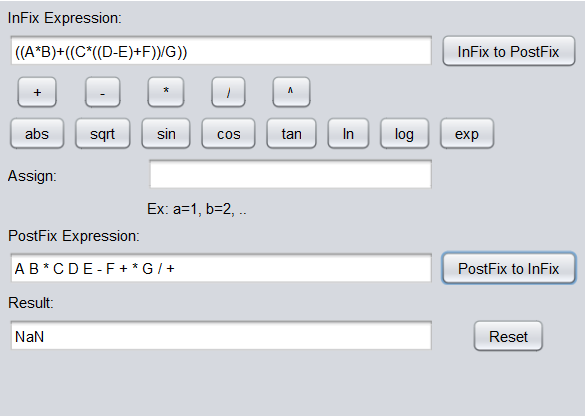 InFix Expression:
((A*B)+((C*((D-E)+F))/G)) InFix to PostFix
+ - * / ^
abs sqrt sin cos tan ln log exp
Assign:
Ex: a=1, b=2, ..
PostFix Expression:
A B * C D E - F + * G / + PostFix to InFix
Result:
NaN Reset